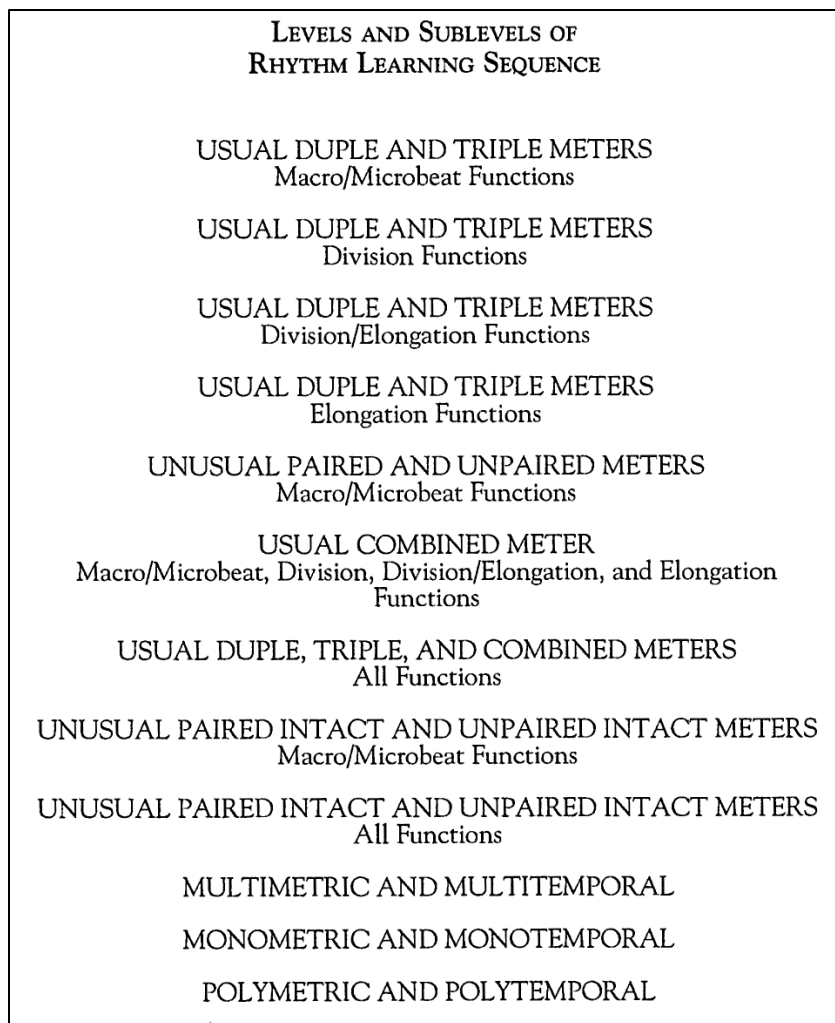 LEVELS AND SUBLEVELS OF
RHYTHM LEARNING SEQUENCE
USUAL DUPLE AND TRIPLE METERS
Macro/Microbeat Functions
USUAL DUPLE AND TRIPLE METERS
Division Functions
USUAL DUPLE AND TRIPLE METERS
Division/Elongation Functions
USUAL DUPLE AND TRIPLE METERS
Elongation Functions
UNUSUAL PAIRED AND UNPAIRED METERS
Macro/Microbeat Functions
USUAL COMBINED METER
Macro/Microbeat, Division, Division/Elongation, and Elongation
Functions
USUAL DUPLE, TRIPLE, AND COMBINED METERS
All Functions
UNUSUAL PAIRED INTACT AND UNPAIRED INTACT METERS
Macro/Microbeat Functions
UNUSUAL PAIRED INTACT AND UNPAIRED INTACT METERS
All Functions
MULTIMETRIC AND MULTITEMPORAL
MONOMETRIC AND MONOTEMPORAL
POLYMETRIC AND POLYTEMPORAL